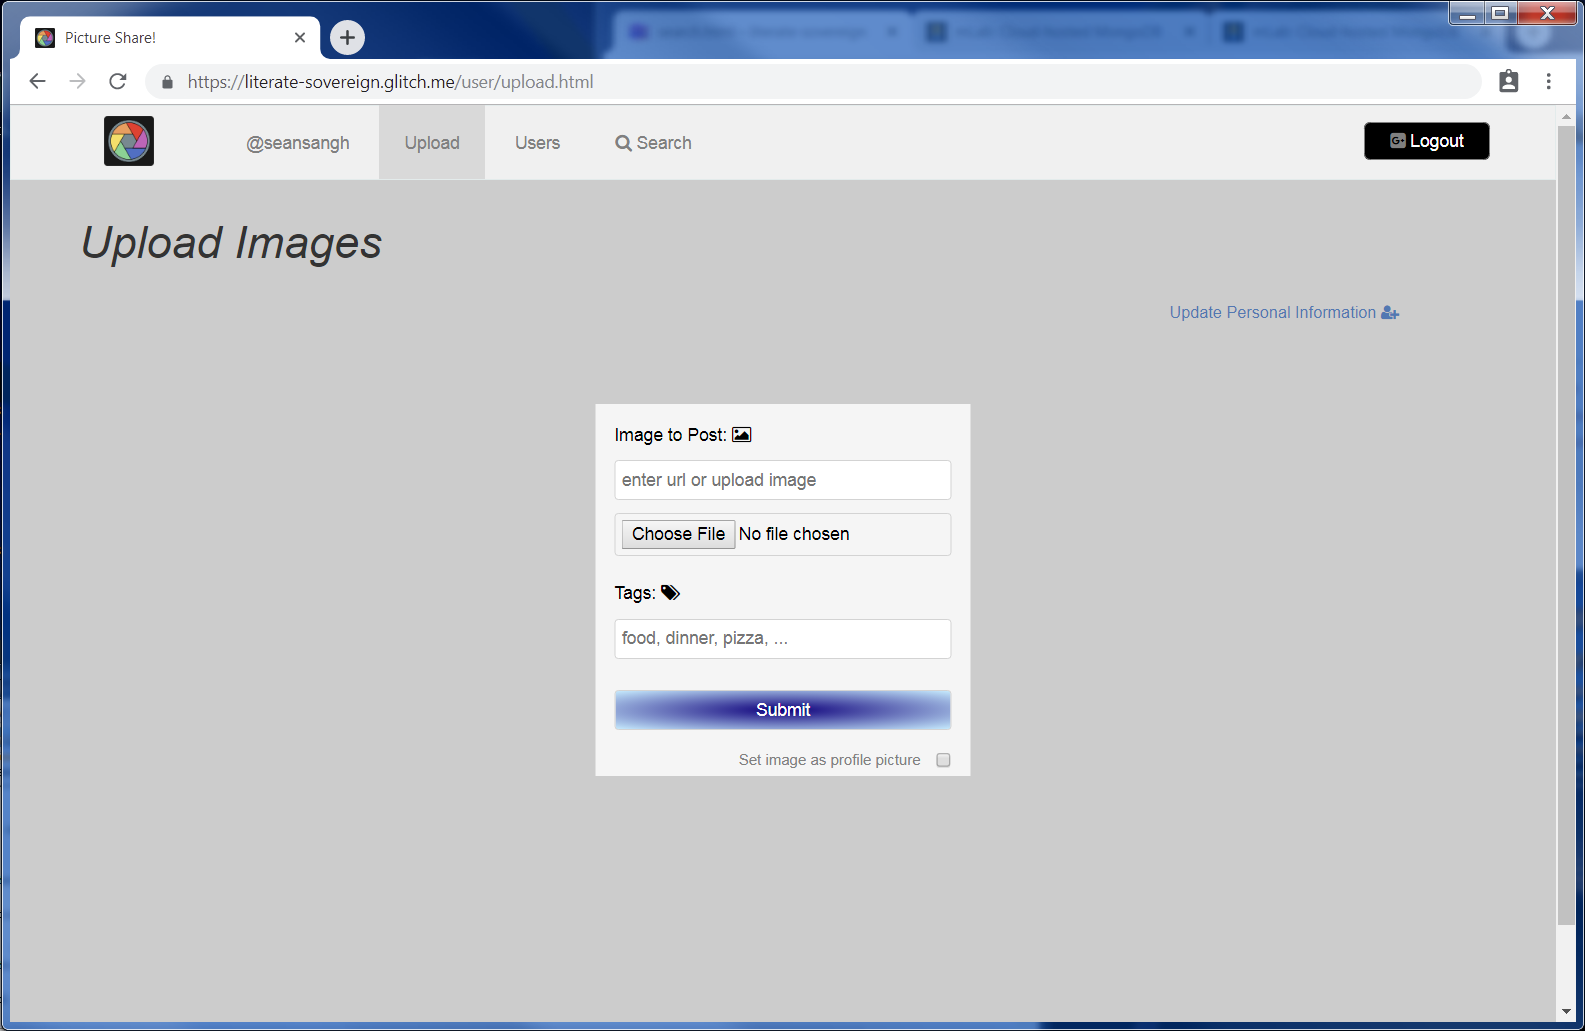 Picture Share!
https://literate-sovereign.glitch.me/user/upload.html
@seansangh Upload Users Search G+ Logout
Upload Images
Update Personal Information
Image to Post:
enter url or upload image
Choose File No file chosen
Tags:
food, dinner, pizza, ...
Submit
Set image as profile picture